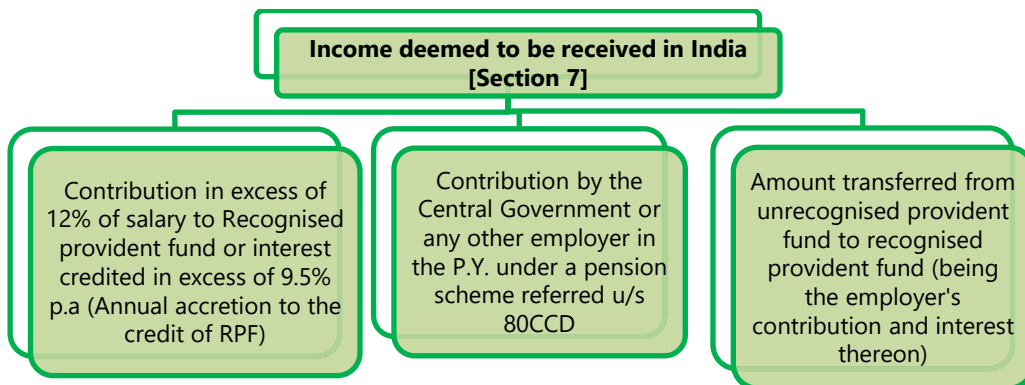 Income deemed to be received in India
[Section 7]
Contribution in excess of
12% of salary to Recognised
provident fund or interest
credited in excess of 9.5%
p.a (Annual accretion to the
credit of RPF)
Contribution by the
Central Government or
any other employer in
the P.Y. under a pension
scheme referred u/s
80CCD
Amount transferred from
unrecognised provident
fund to recognised
provident fund (being
the employer's
contribution and interest
thereon)